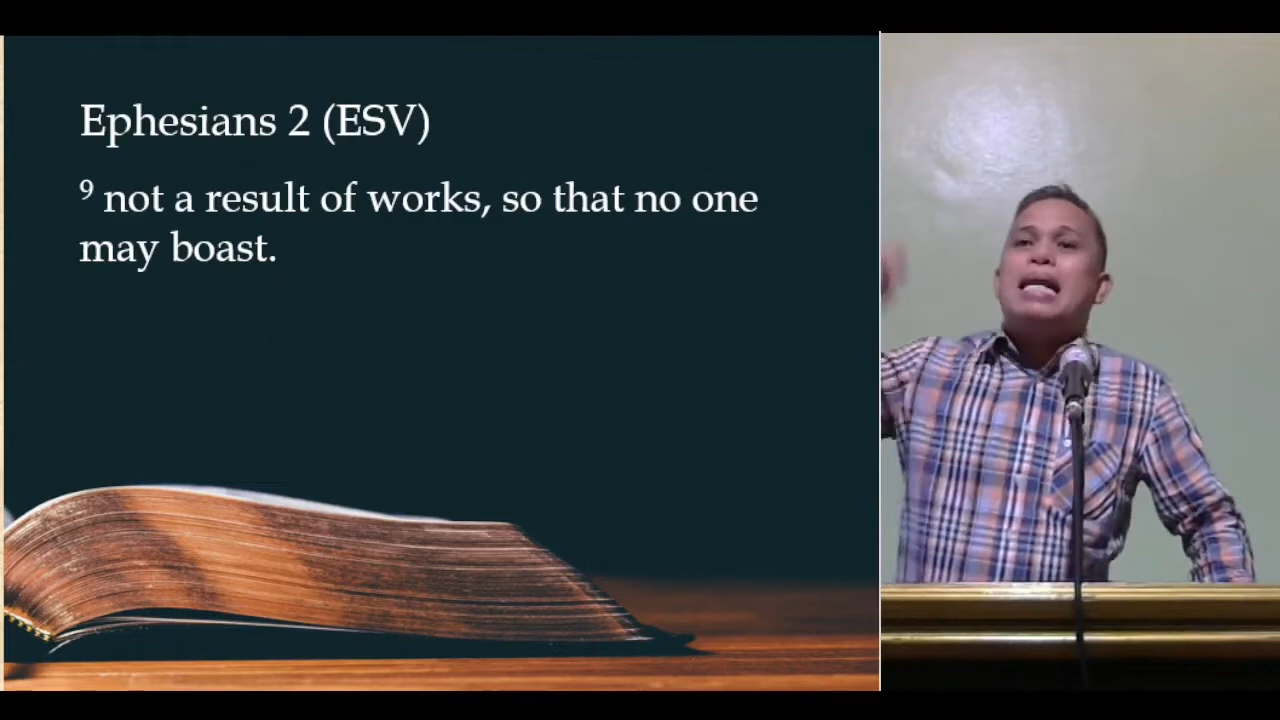 Ephesians 2 (ESV)
⁹ not a result of works, so that no one
may boast.